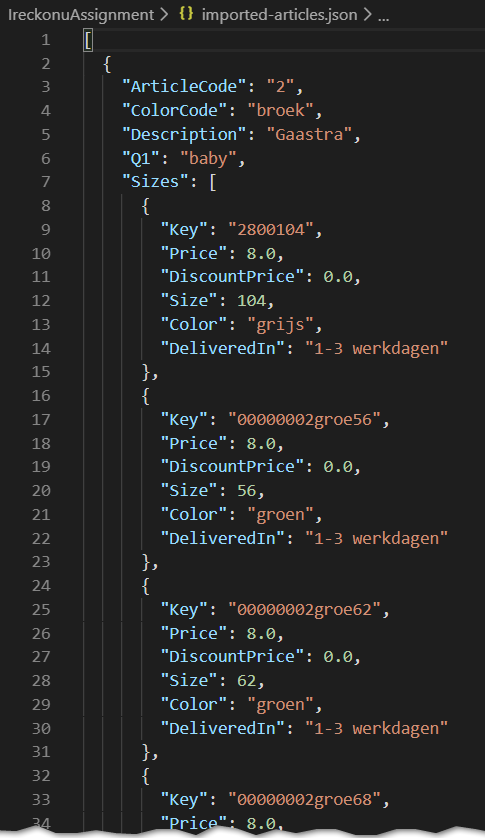 IreckonuAssignment > {} imported-articles.json > ...
1 [
2 {
3 "ArticleCode": "2",
4 "ColorCode": "broek",
5 "Description": "Gaastra",
6 "Q1": "baby",
7 "Sizes": [
8 {
9 "Key": "2800104",
10 "Price": 8.0,
11 "DiscountPrice": 0.0,
12 "Size": 104,
13 "Color": "grijs",
14 "DeliveredIn": "1-3 werkdagen"
15 },
16 {
17 "Key": "00000002groe56",
18 "Price": 8.0,
19 "DiscountPrice": 0.0,
20 "Size": 56,
21 "Color": "groen",
22 "DeliveredIn": "1-3 werkdagen"
23 },
24 {
25 "Key": "00000002groe62",
26 "Price": 8.0,
27 "DiscountPrice": 0.0,
28 "Size": 62,
29 "Color": "groen",
30 "DeliveredIn": "1-3 werkdagen"
31 },
32 {
33 "Key": "00000002groe68",
34 "Price": 8.0,